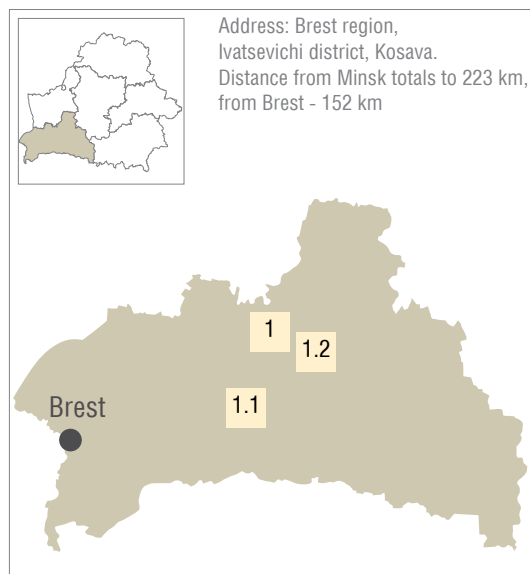 Address: Brest region,
Ivatsevichi district, Kosava.
Distance from Minsk totals to 223 km,
from Brest - 152 km
1
1.2
1.1
Brest